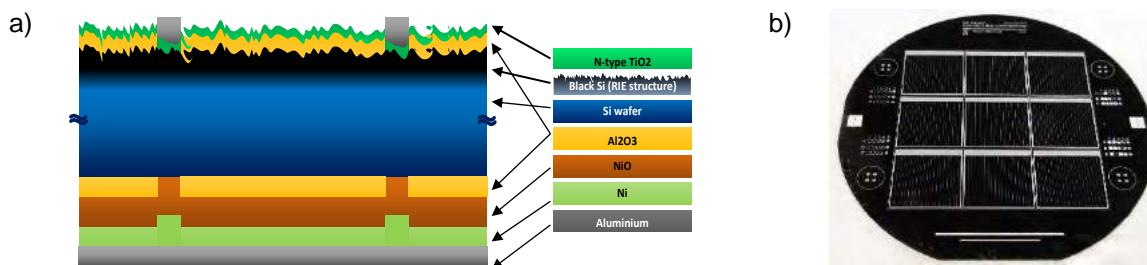 a)
b)
N-type TiO2
Black Si (RIE structure)
Si wafer
Al2O3
NiO
Ni
Aluminium